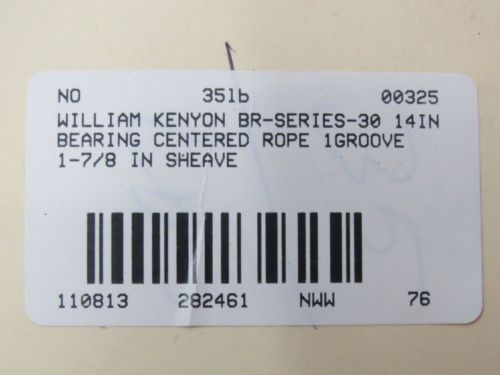 NO 351b 00325
WILLIAM KENYON BR-SERIES-30 14IN
BEARING CENTERED ROPE 1GROOVE
1-7/8 IN SHEAVE
110813 282461 NWW 76